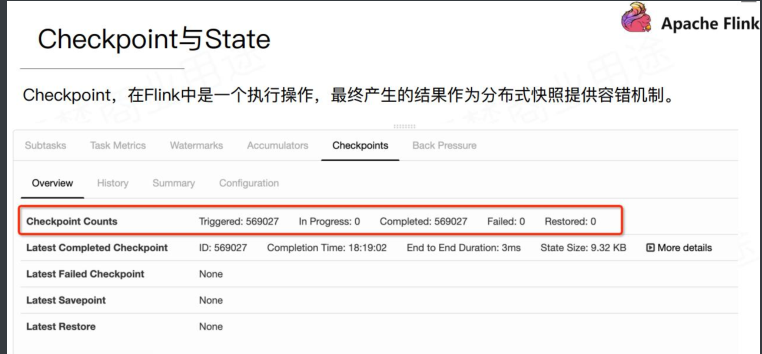 Apache Flink
Checkpoint与State
Checkpoint，在Flink中是一个执行操作，最终产生的结果作为分布式快照提供容错机制。
Subtasks Task Metrics Watermarks Accumulators Checkpoints Back Pressure
Overview History Summary Configuration
Checkpoint Counts Triggered: 569027 In Progress: 0 Completed: 569027 Failed: 0 Restored: 0
Latest Completed Checkpoint ID: 569027 Completion Time: 18:19:02 End to End Duration: 3ms State Size: 9.32 KB More details
Latest Failed Checkpoint None
Latest Savepoint None
Latest Restore None